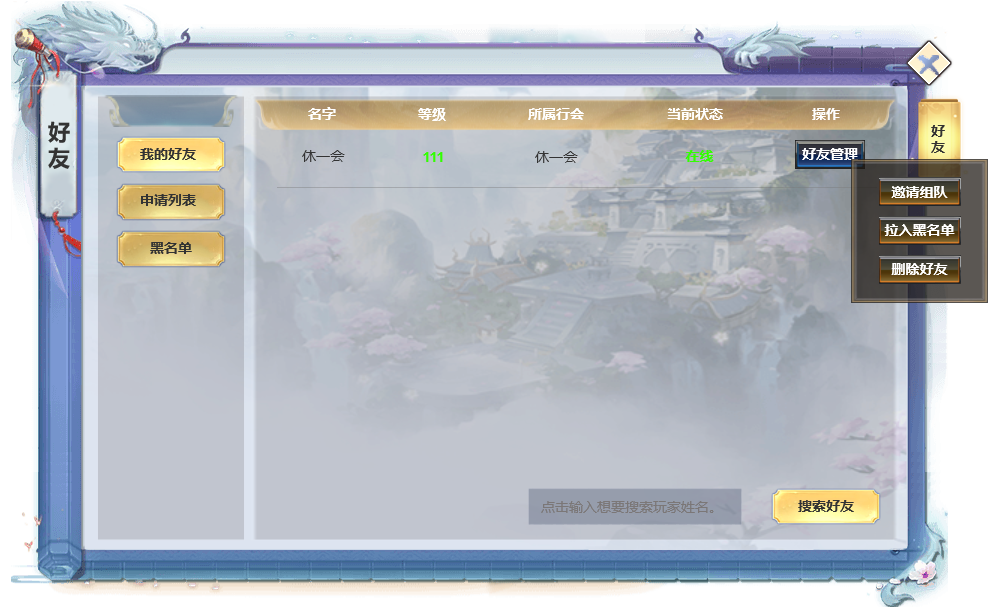 好友
名字 等级 所属行会 当前状态 操作
好友
我的好友
申请列表
黑名单
休一会 111 休一会 在线 好友管理
邀请组队
拉入黑名单
删除好友
点击输入想要搜索玩家姓名。
搜索好友